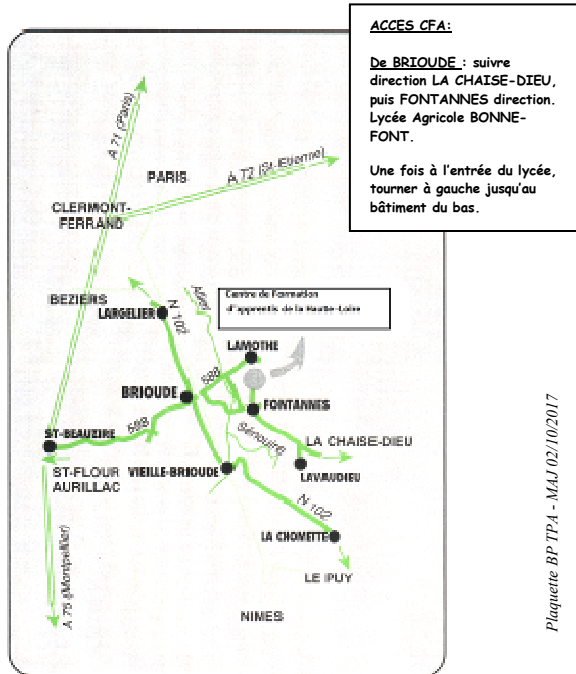 ACCES CFA:
De BRIOUDE : suivre
direction LA CHAISE-DIEU,
puis FONTANNES direction.
Lycée Agricole BONNE-
FONT.
Une fois à l'entrée du lycée,
tourner à gauche jusqu'au
bâtiment du bas.
A 71 (Paris)
PARIS
A 72 (St-Etienne)
CLERMONT-
FERRAND
BEZIERS
LARGELIER
N 102
Allier
Centre de Formation
d'apprentis de la Haute-Loire
LAMOTHE
588
BRIOUDE
FONTANNES
588
ST-BEAUZIRE
Sénouire
LA CHAISE-DIEU
ST-FLOUR
AURILLAC
VIEILLE-BRIOUDE
LAVAUDIEU
N 102
LA CHOMETTE
A 75 (Montpellier)
LE PUY
NIMES
Plaquette BP TPA - MAJ 02/10/2017